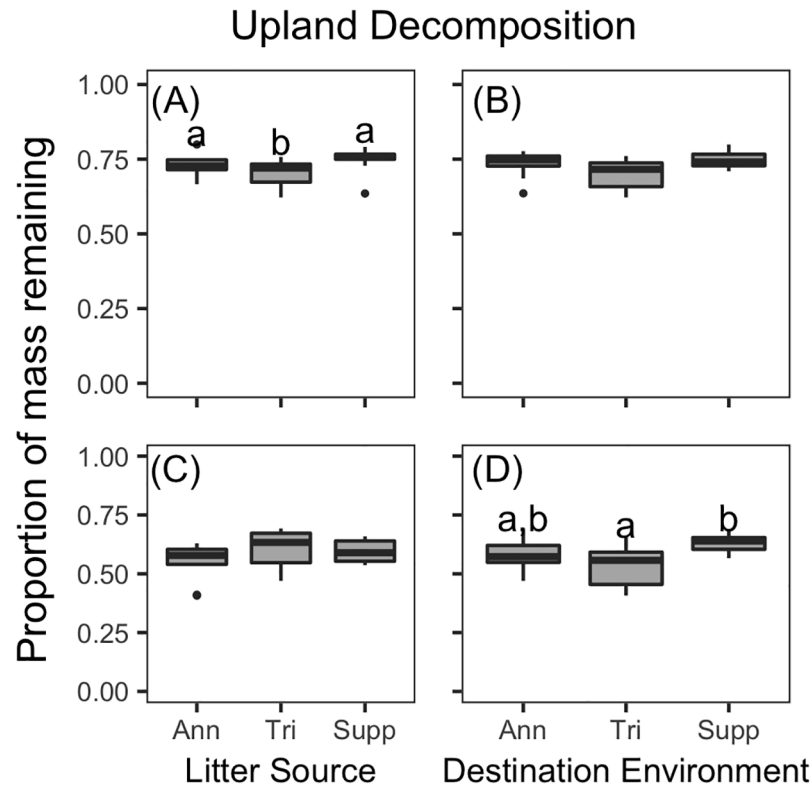 Upland Decomposition
Proportion of mass remaining
(A)
a
b
a
1.00
0.75
0.50
0.25
0.00
(B)
(C)
1.00
0.75
0.50
0.25
0.00
(D)
a,b
a
b
Ann Tri Supp
Litter Source
Ann Tri Supp
Destination Environment